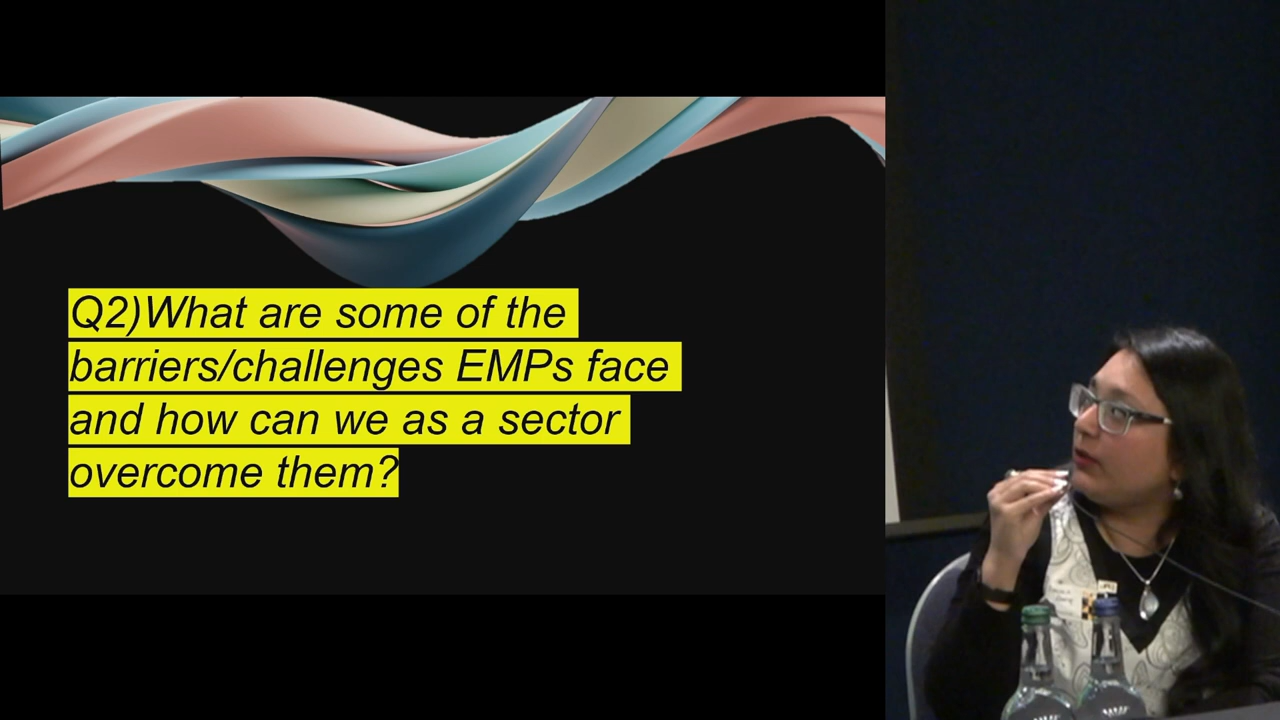 Q2)What are some of the
barriers/challenges EMPs face
and how can we as a sector
overcome them?